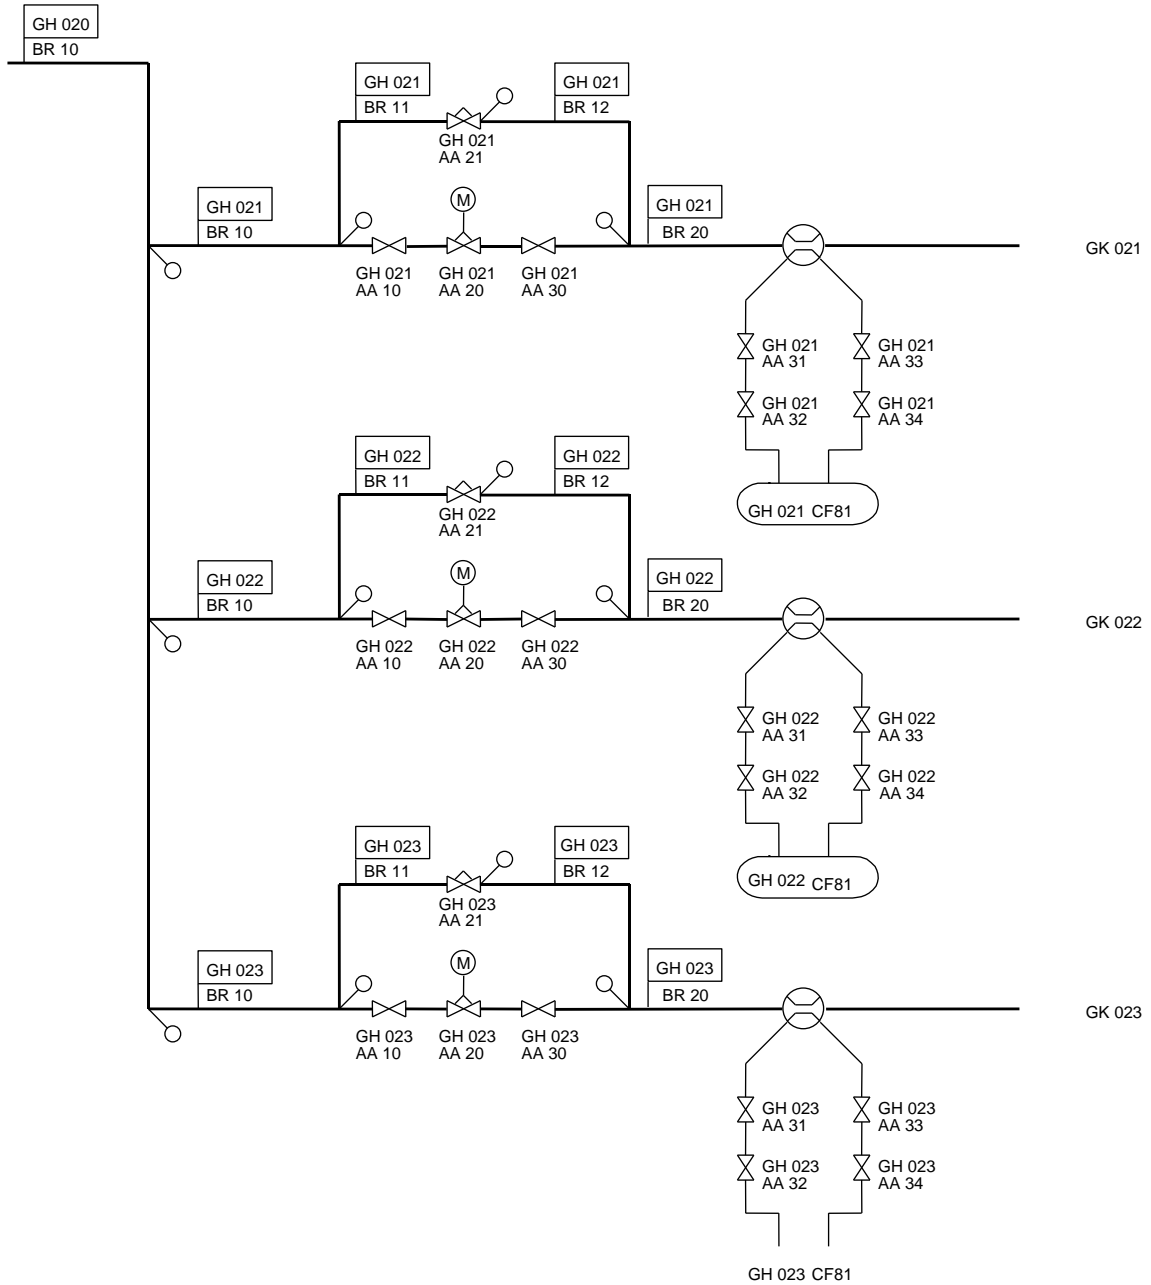 GH 020
BR 10
GH 021
BR 11
GH 021
BR 12
GH 021
AA 21
M
GH 021
BR 10
GH 021
BR 20
GH 021
AA 10
GH 021
AA 20
GH 021
AA 30
GK 021
GH 021
AA 31
GH 021
AA 33
GH 021
AA 32
GH 021
AA 34
GH 021 CF81
GH 022
BR 11
GH 022
BR 12
GH 022
AA 21
M
GH 022
BR 10
GH 022
BR 20
GH 022
AA 10
GH 022
AA 20
GH 022
AA 30
GK 022
GH 022
AA 31
GH 022
AA 33
GH 022
AA 32
GH 022
AA 34
GH 022 CF81
GH 023
BR 11
GH 023
BR 12
GH 023
AA 21
M
GH 023
BR 10
GH 023
BR 20
GH 023
AA 10
GH 023
AA 20
GH 023
AA 30
GK 023
GH 023
AA 31
GH 023
AA 33
GH 023
AA 32
GH 023
AA 34
GH 023 CF81